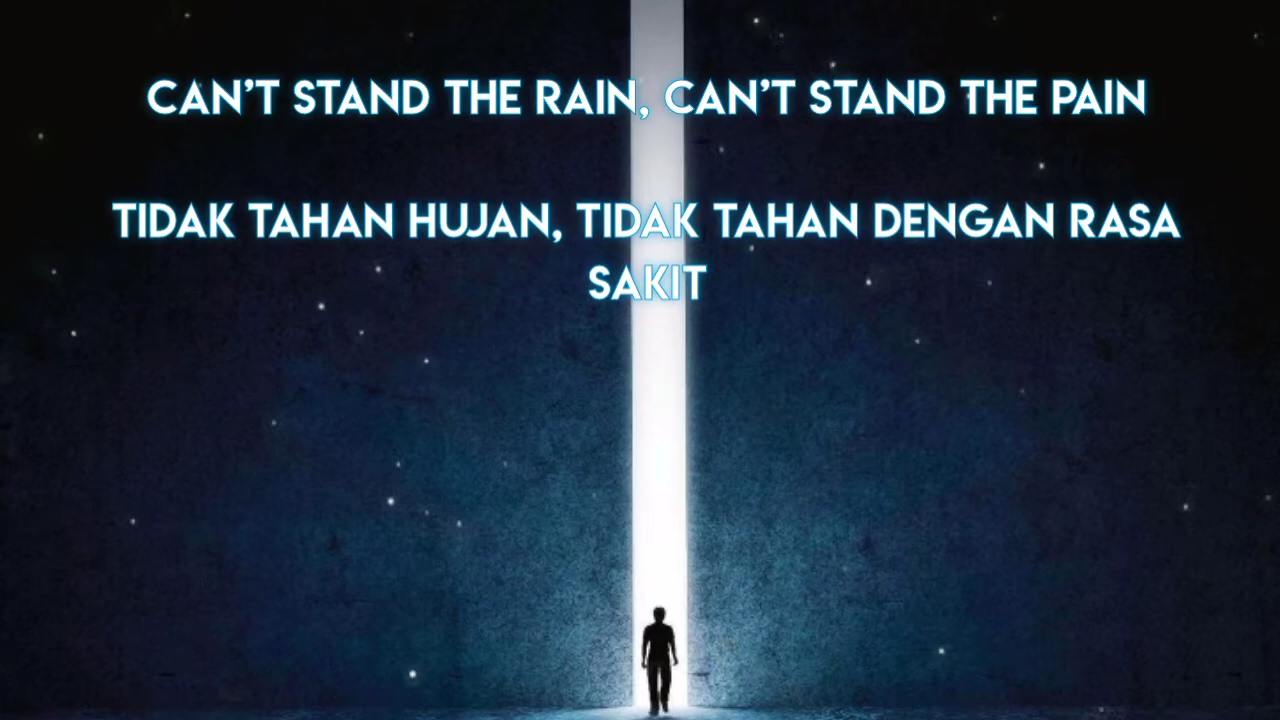 CAN'T STAND THE RAIN, CAN'T STAND THE PAIN
TIDAK TAHAN HUJAN, TIDAK TAHAN DENGAN RASA
SAKIT